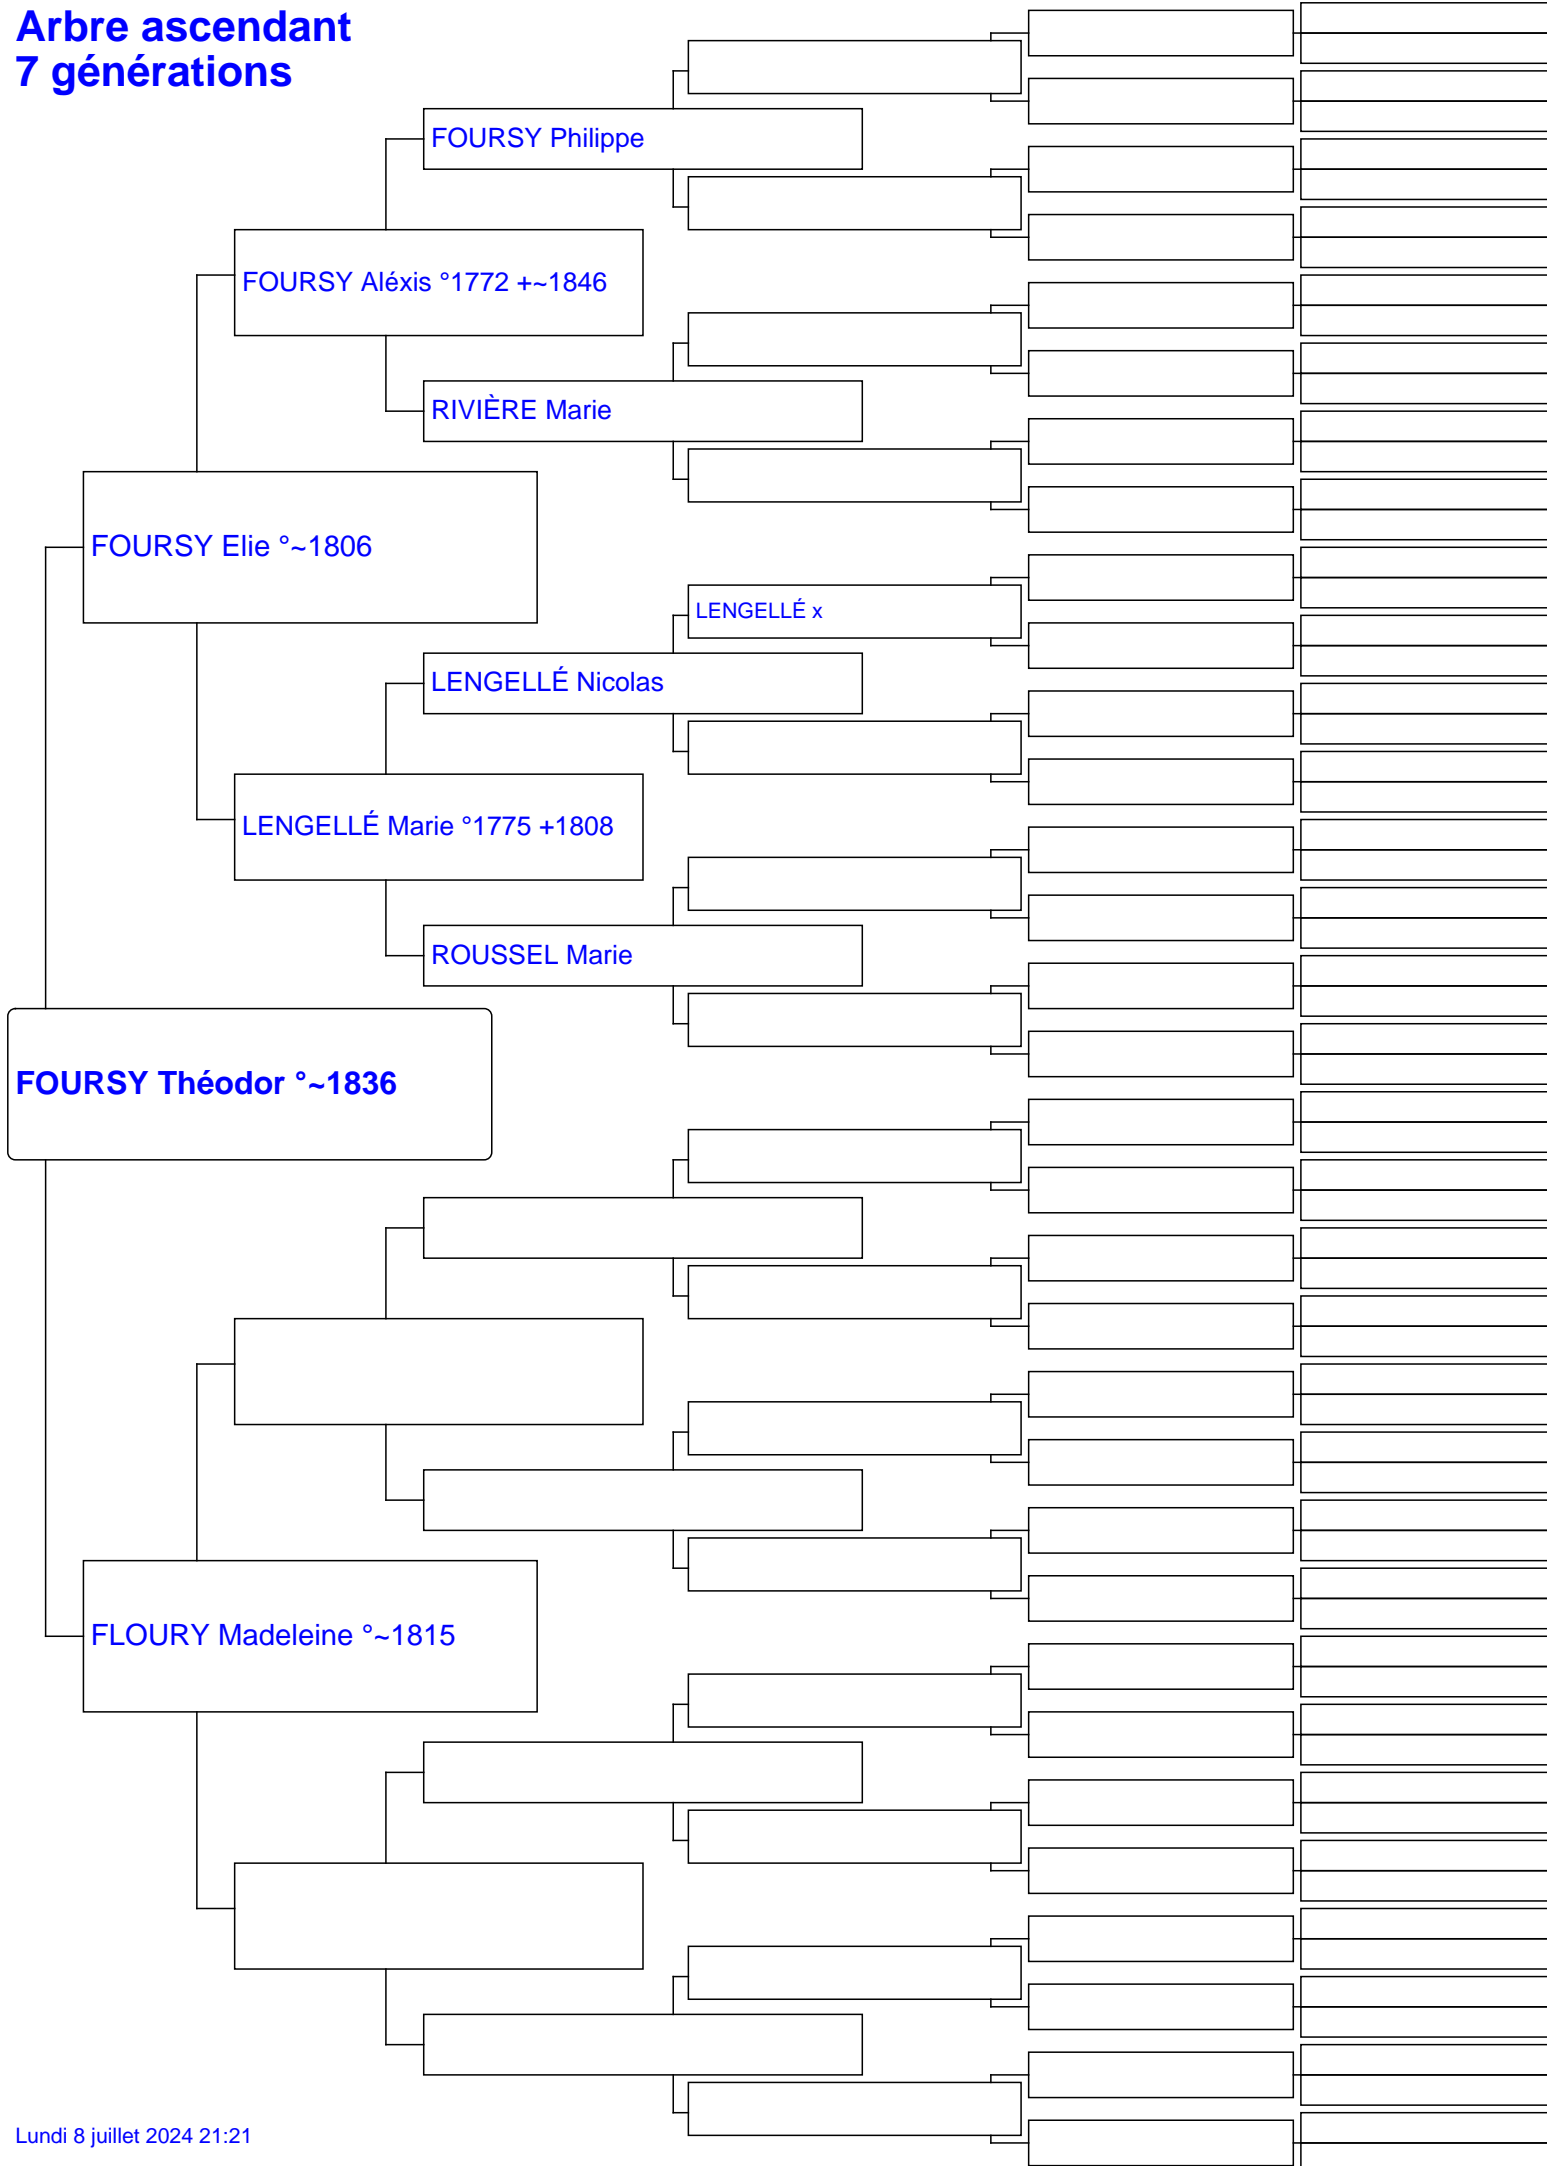 Arbre ascendant
7 générations
FOURSY Philippe
FOURSY Aléxis °1772 +~1846
RIVIÈRE Marie
FOURSY Elie °~1806
LENGELLÉ x
LENGELLÉ Nicolas
LENGELLÉ Marie °1775 +1808
ROUSSEL Marie
FOURSY Théodor °~1836
FLOURY Madeleine °~1815
Lundi 8 juillet 2024 21:21